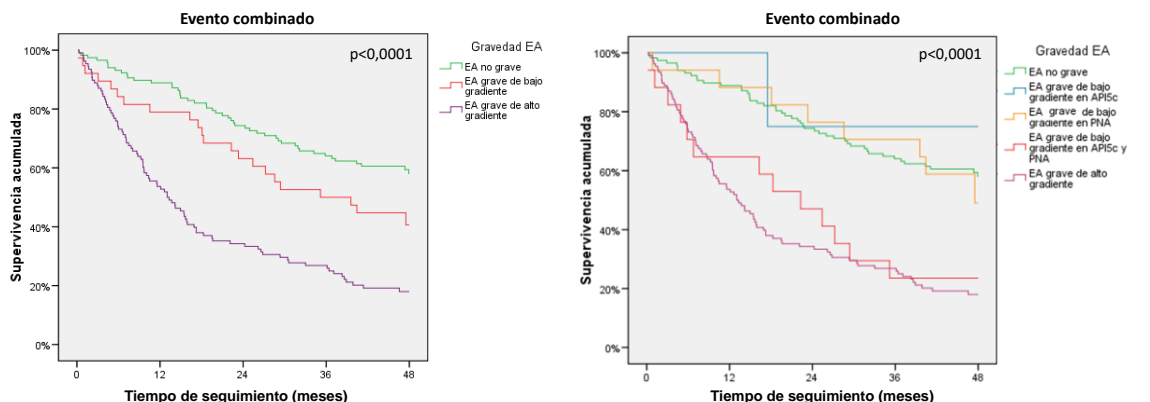 Evento combinado
p<0,0001
Gravedad EA
EA no grave
EA grave de bajo
gradiente
EA grave de alto
gradiente
100%
80%
60%
40%
20%
0%
0 12 24 36 48
Supervivencia acumulada
Tiempo de seguimiento (meses)
Evento combinado
p<0,0001
Gravedad EA
EA no grave
EA grave de bajo
gradiente en API5c
EA grave de bajo
gradiente en PNA
EA grave de bajo
gradiente en API5c y
PNA
EA grave de alto
gradiente
100%
80%
60%
40%
20%
0%
0 12 24 36 48
Supervivencia acumulada
Tiempo de seguimiento (meses)